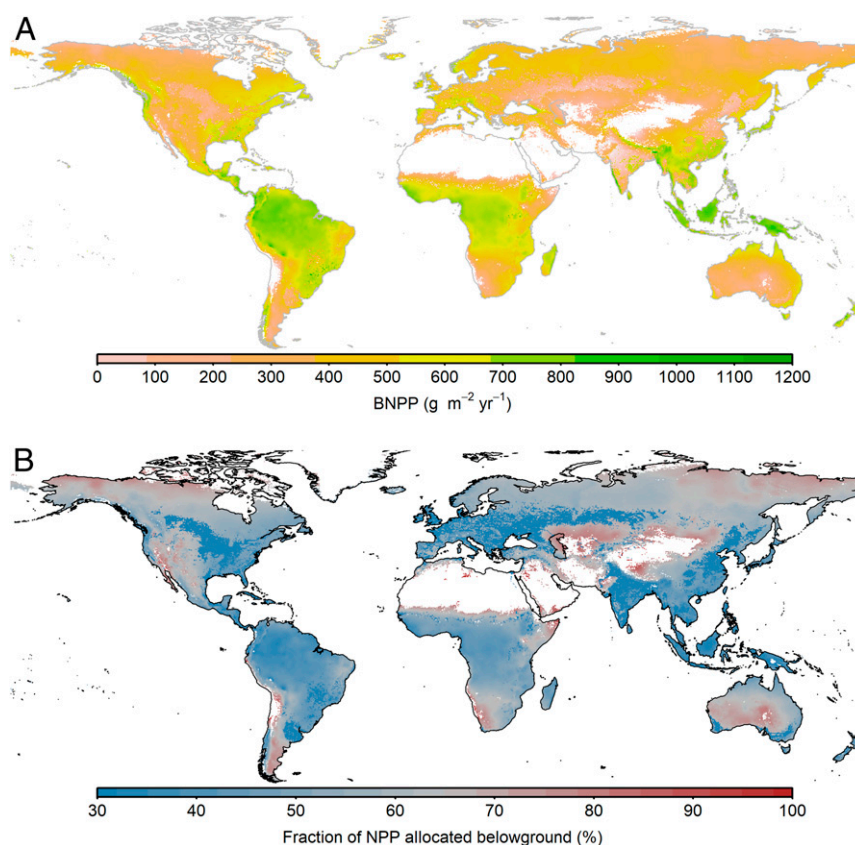 A
0 100 200 300 400 500 600 700 800 900 1000 1100 1200
BNPP (g m⁻² yr⁻¹)
B
30 40 50 60 70 80 90 100
Fraction of NPP allocated belowground (%)